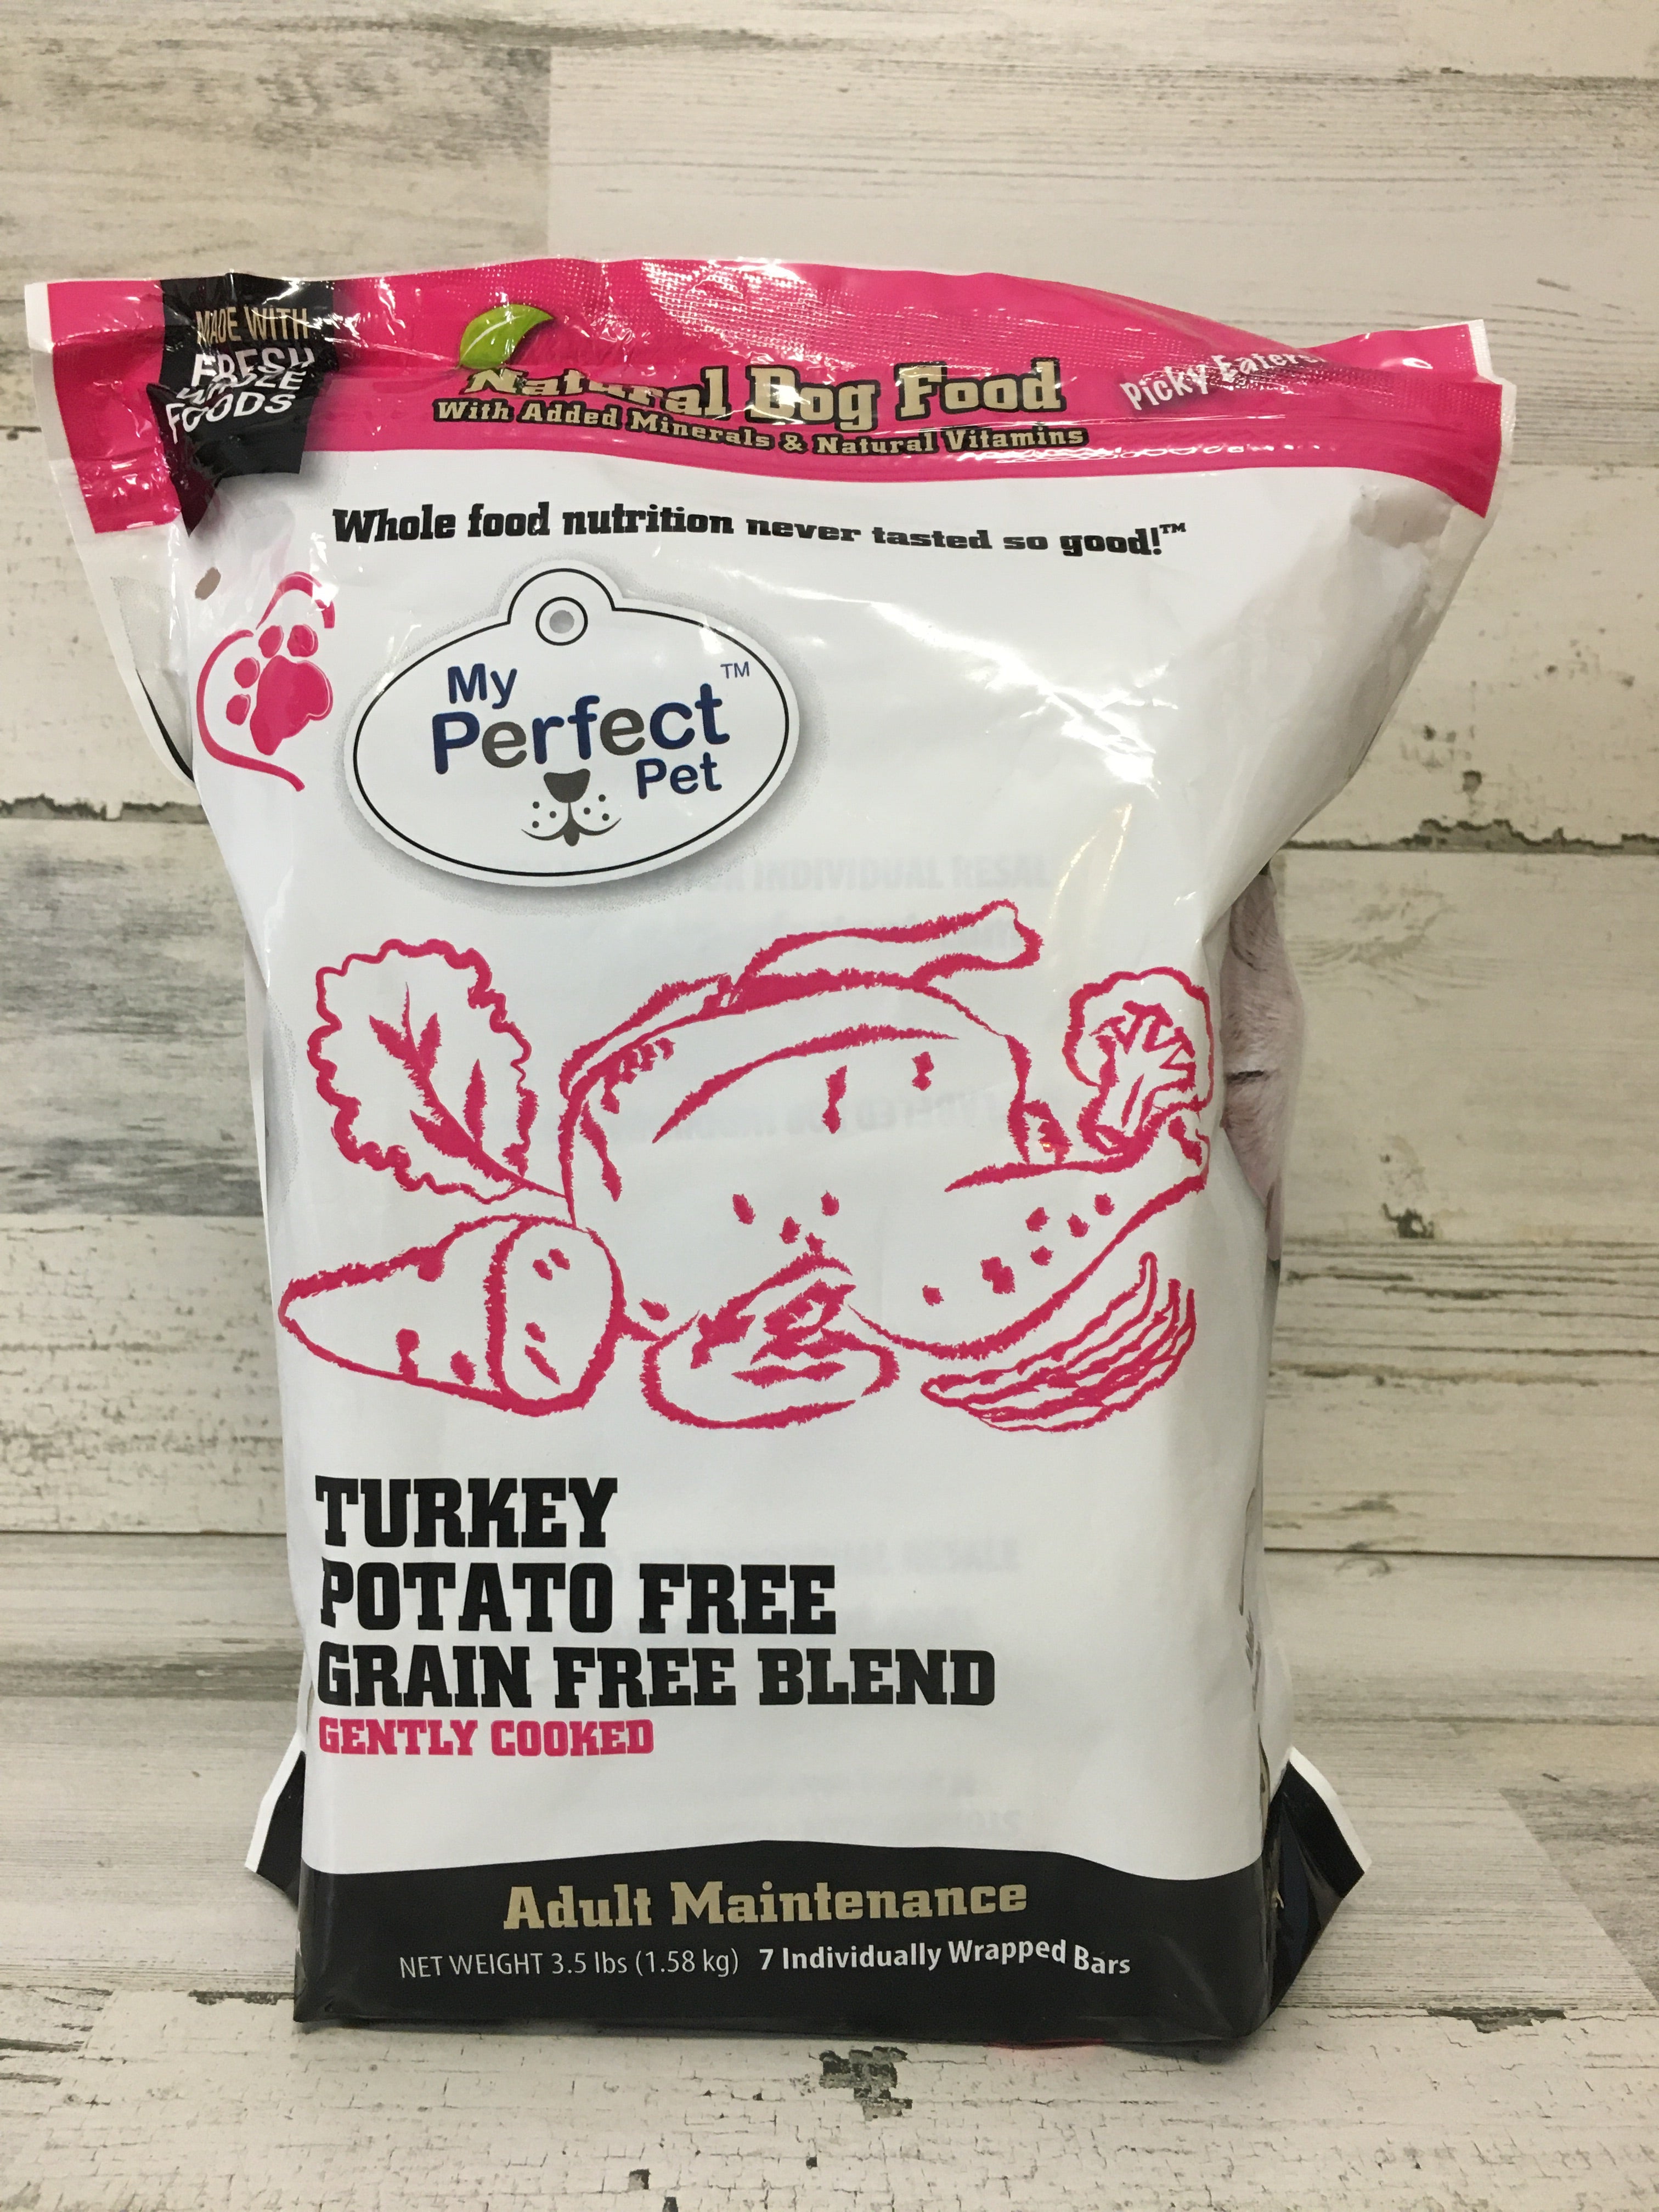 MADE WITH
FRESH
WHOLE
FOODS
Natural Dog Food
With Added Minerals & Natural Vitamins
Picky Eaters
Whole food nutrition never tasted so good!™
My
Perfect™
Pet
TURKEY
POTATO FREE
GRAIN FREE BLEND
GENTLY COOKED
Adult Maintenance
NET WEIGHT 3.5 lbs (1.58 kg) 7 Individually Wrapped Bars